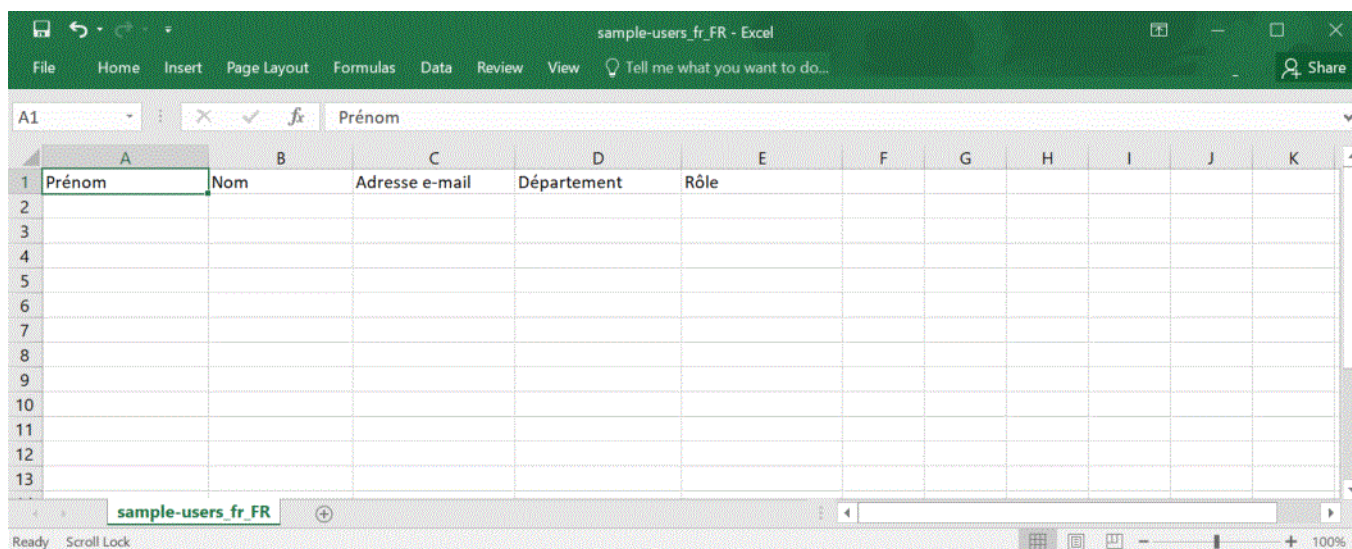 sample-users_fr_FR - Excel
File Home Insert Page Layout Formulas Data Review View Tell me what you want to do... Share
A1 fx Prénom
A B C D E F G H I J K
1 Prénom Nom Adresse e-mail Département Rôle
2
3
4
5
6
7
8
9
10
11
12
13
sample-users_fr_FR
Ready Scroll Lock 100%